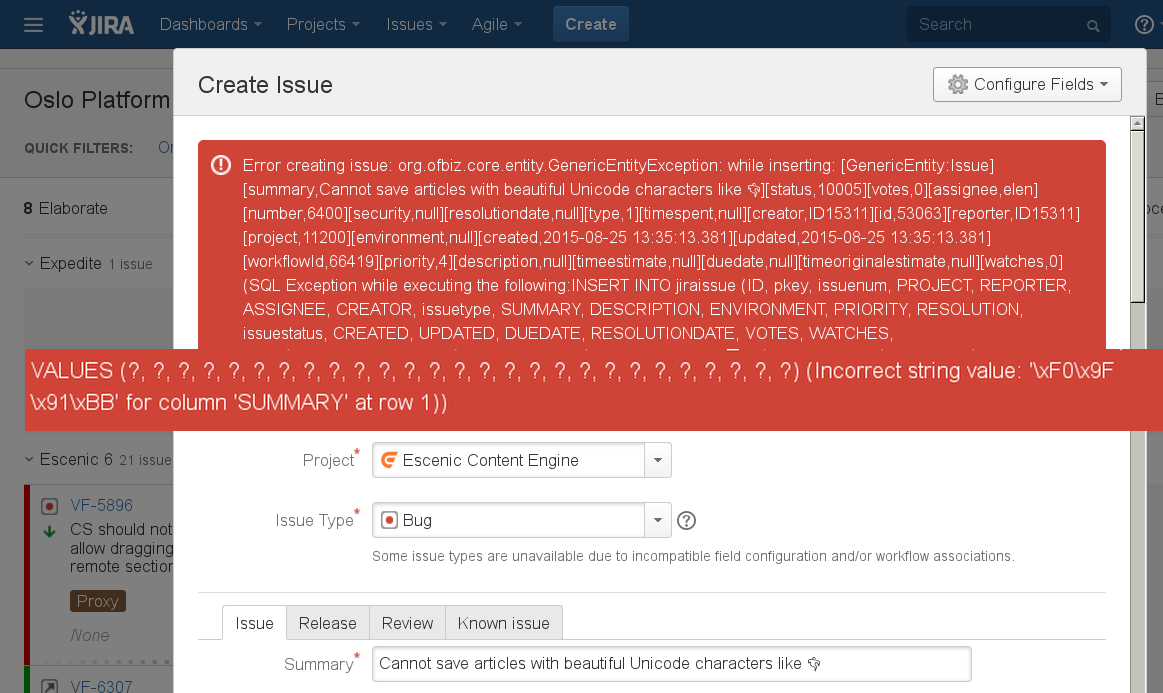 JIRA Dashboards Projects Issues Agile Create Search
Create Issue
Configure Fields
Oslo Platform
QUICK FILTERS:
Error creating issue: org.ofbiz.core.entity.GenericEntityException: while inserting: [GenericEntity:Issue]
[summary,Cannot save articles with beautiful Unicode characters like 👻][status,10005][votes,0][assignee,elen]
[number,6400][security,null][resolutiondate,null][type,1][timespent,null][creator,ID15311][id,53063][reporter,ID15311]
[project,11200][environment,null][created,2015-08-25 13:35:13.381][updated,2015-08-25 13:35:13.381]
[workflowId,66419][priority,4][description,null][timeestimate,null][duedate,null][timeoriginalestimate,null][watches,0]
(SQL Exception while executing the following:INSERT INTO jiraissue (ID, pkey, issuenum, PROJECT, REPORTER,
ASSIGNEE, CREATOR, issuetype, SUMMARY, DESCRIPTION, ENVIRONMENT, PRIORITY, RESOLUTION,
issuestatus, CREATED, UPDATED, DUEDATE, RESOLUTIONDATE, VOTES, WATCHES,
VALUES (?, ?, ?, ?, ?, ?, ?, ?, ?, ?, ?, ?, ?, ?, ?, ?, ?, ?, ?, ?, ?, ?, ?, ?, ?, ?, ?) (Incorrect string value: '\xF0\x9F
\x91\xBB' for column 'SUMMARY' at row 1))
8 Elaborate
Expedite 1 issue
Escenic 6 21 issue
VF-5896
CS should not
allow dragging
remote section
Proxy
None
VF-6307
Project*
Escenic Content Engine
Issue Type*
Bug
Some issue types are unavailable due to incompatible field configuration and/or workflow associations.
Issue Release Review Known issue
Summary*
Cannot save articles with beautiful Unicode characters like 👻